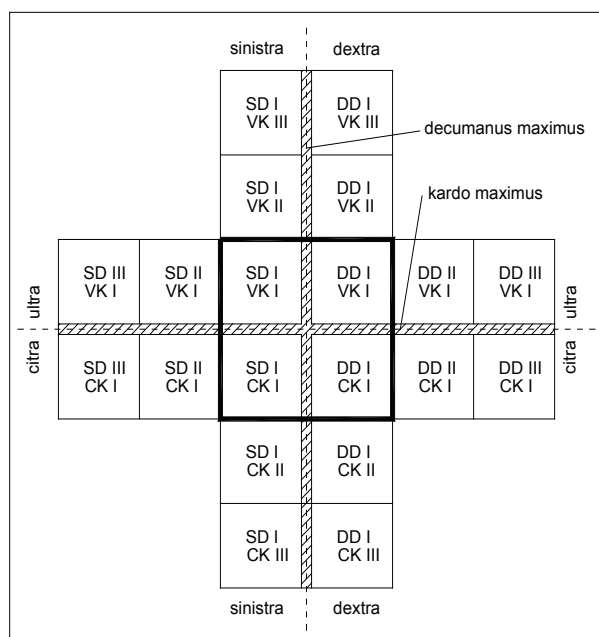 sinistra
dextra
SD I
VK III
DD I
VK III
decumanus maximus
SD I
VK II
DD I
VK II
kardo maximus
ultra
SD III
VK I
SD II
VK I
SD I
VK I
DD I
VK I
DD II
VK I
DD III
VK I
ultra
citra
SD III
CK I
SD II
CK I
SD I
CK I
DD I
CK I
DD II
CK I
DD III
CK I
citra
SD I
CK II
DD I
CK II
SD I
CK III
DD I
CK III
sinistra
dextra